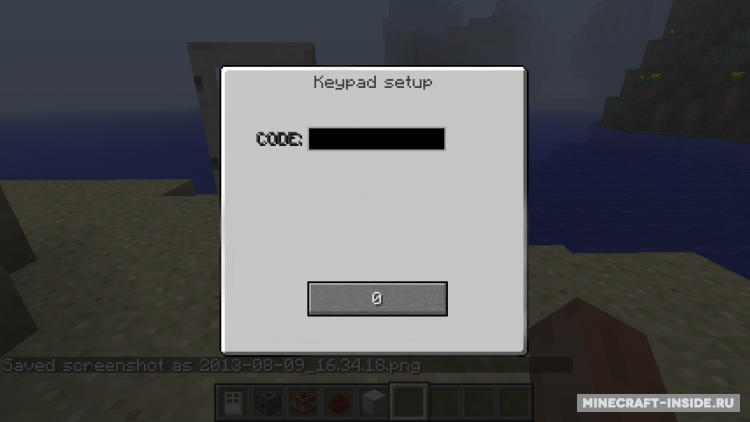 Keypad setup
CODE:
0
Saved screenshot as 2013-08-09_16.34.18.png
MINECRAFT-INSIDE.RU